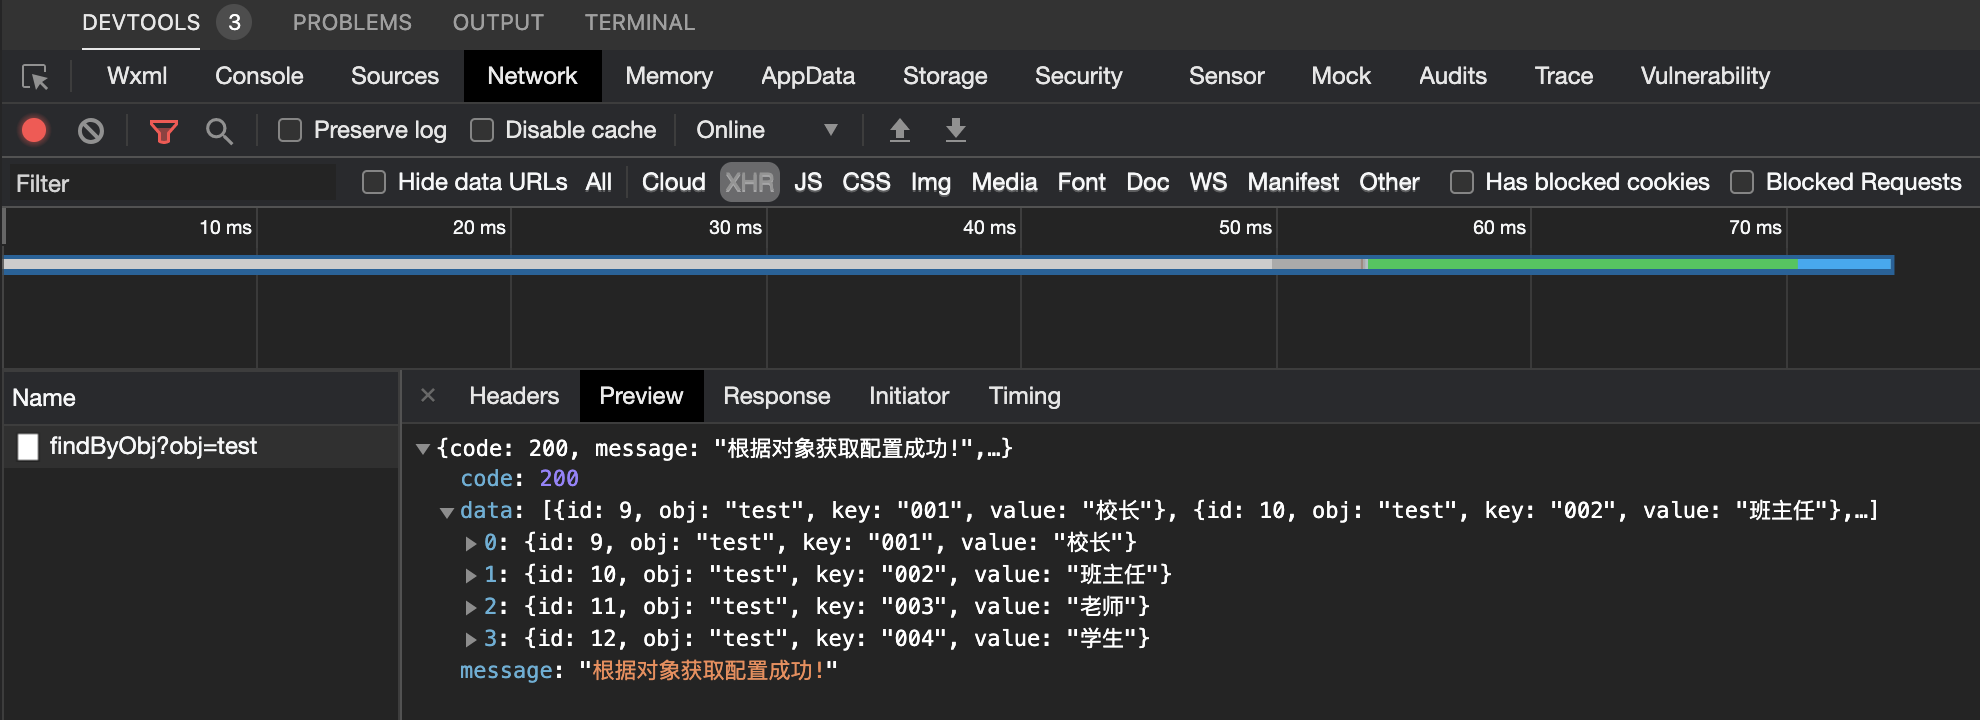 DEVTOOLS 3 PROBLEMS OUTPUT TERMINAL
Wxml Console Sources Network Memory AppData Storage Security Sensor Mock Audits Trace Vulnerability
Preserve log Disable cache Online
Filter Hide data URLs All Cloud XHR JS CSS Img Media Font Doc WS Manifest Other Has blocked cookies Blocked Requests
10 ms 20 ms 30 ms 40 ms 50 ms 60 ms 70 ms
Name
findByObj?obj=test
× Headers Preview Response Initiator Timing
{code: 200, message: "根据对象获取配置成功!",…}
code: 200
data: [{id: 9, obj: "test", key: "001", value: "校长"}, {id: 10, obj: "test", key: "002", value: "班主任"},…]
0: {id: 9, obj: "test", key: "001", value: "校长"}
1: {id: 10, obj: "test", key: "002", value: "班主任"}
2: {id: 11, obj: "test", key: "003", value: "老师"}
3: {id: 12, obj: "test", key: "004", value: "学生"}
message: "根据对象获取配置成功!"